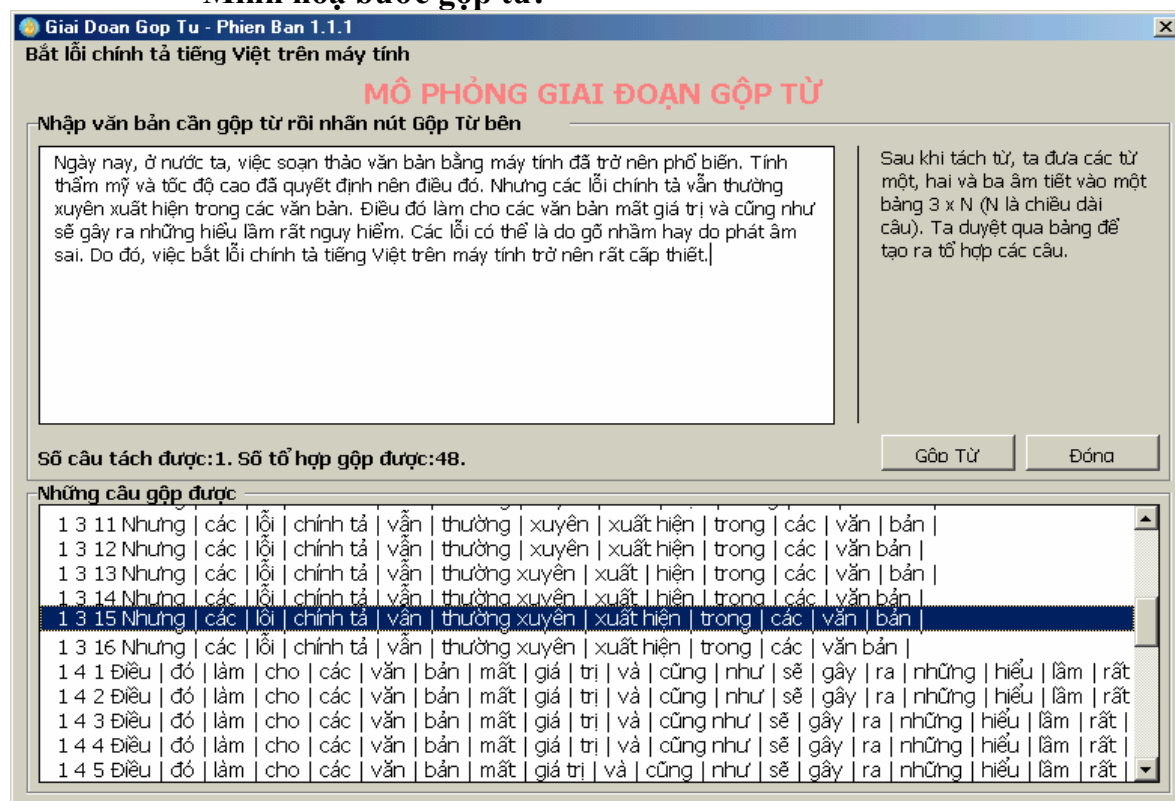 Minh hoạ bước gộp từ:
Giai Doan Gop Tu - Phien Ban 1.1.1
Bắt lỗi chính tả tiếng Việt trên máy tính
MÔ PHỎNG GIAI ĐOẠN GỘP TỪ
Nhập văn bản cần gộp từ rồi nhãn nút Gộp Từ bên
Ngày nay, ở nước ta, việc soạn thảo văn bản bằng máy tính đã trở nên phổ biến. Tính
thẩm mỹ và tốc độ cao đã quyết định nên điều đó. Nhưng các lỗi chính tả vẫn thường
xuyên xuất hiện trong các văn bản. Điều đó làm cho các văn bản mất giá trị và cũng như
sẽ gây ra những hiểu lầm rất nguy hiểm. Các lỗi có thể là do gõ nhầm hay do phát âm
sai. Do đó, việc bắt lỗi chính tả tiếng Việt trên máy tính trở nên rất cấp thiết.
Sau khi tách từ, ta đưa các từ
một, hai và ba âm tiết vào một
bảng 3 x N (N là chiều dài
câu). Ta duyệt qua bảng để
tạo ra tổ hợp các câu.
Số câu tách được:1. Số tổ hợp gộp được:48.
Gộp Từ
Đóng
Những câu gộp được
1 3 11 Nhưng | các | lỗi | chính tả | vẫn | thường | xuyên | xuất hiện | trong | các | văn | bản |
1 3 12 Nhưng | các | lỗi | chính tả | vẫn | thường | xuyên | xuất hiện | trong | các | văn bản |
1 3 13 Nhưng | các | lỗi | chính tả | vẫn | thường xuyên | xuất | hiện | trong | các | văn | bản |
1 3 14 Nhưng | các | lỗi | chính tả | vẫn | thường xuyên | xuất | hiện | trong | các | văn bản |
1 3 15 Nhưng | các | lỗi | chính tả | vẫn | thường xuyên | xuất hiện | trong | các | văn | bản |
1 3 16 Nhưng | các | lỗi | chính tả | vẫn | thường xuyên | xuất hiện | trong | các | văn bản |
1 4 1 Điều | đó | làm | cho | các | văn | bản | mất | giá | trị | và | cũng | như | sẽ | gây | ra | những | hiểu | lầm | rất
1 4 2 Điều | đó | làm | cho | các | văn | bản | mất | giá | trị | và | cũng | như | sẽ | gây | ra | những | hiểu | lầm | rất
1 4 3 Điều | đó | làm | cho | các | văn | bản | mất | giá | trị | và | cũng như | sẽ | gây | ra | những | hiểu | lầm | rất |
1 4 4 Điều | đó | làm | cho | các | văn | bản | mất | giá | trị | và | cũng như | sẽ | gây | ra | những | hiểu | lầm | rất |
1 4 5 Điều | đó | làm | cho | các | văn | bản | mất | giá trị | và | cũng | như | sẽ | gây | ra | những | hiểu | lầm | rất |